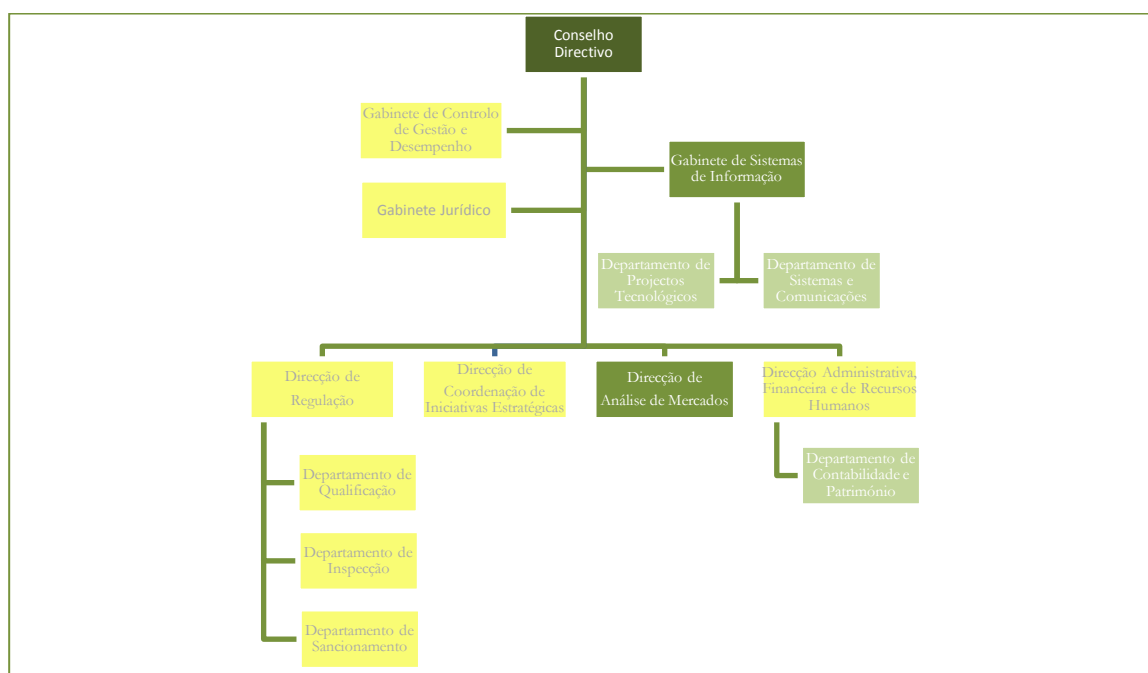 Conselho
Directivo
Gabinete de Controlo
de Gestão e
Desempenho
Gabinete de Sistemas
de Informação
Gabinete Jurídico
Departamento de
Projectos
Tecnológicos
Departamento de
Sistemas e
Comunicações
Direcção de
Regulação
Direcção de
Coordenação de
Iniciativas Estratégicas
Direcção de
Análise de Mercados
Direcção Administrativa,
Financeira e de Recursos
Humanos
Departamento de
Contabilidade e
Património
Departamento de
Qualificação
Departamento de
Inspecção
Departamento de
Sancionamento